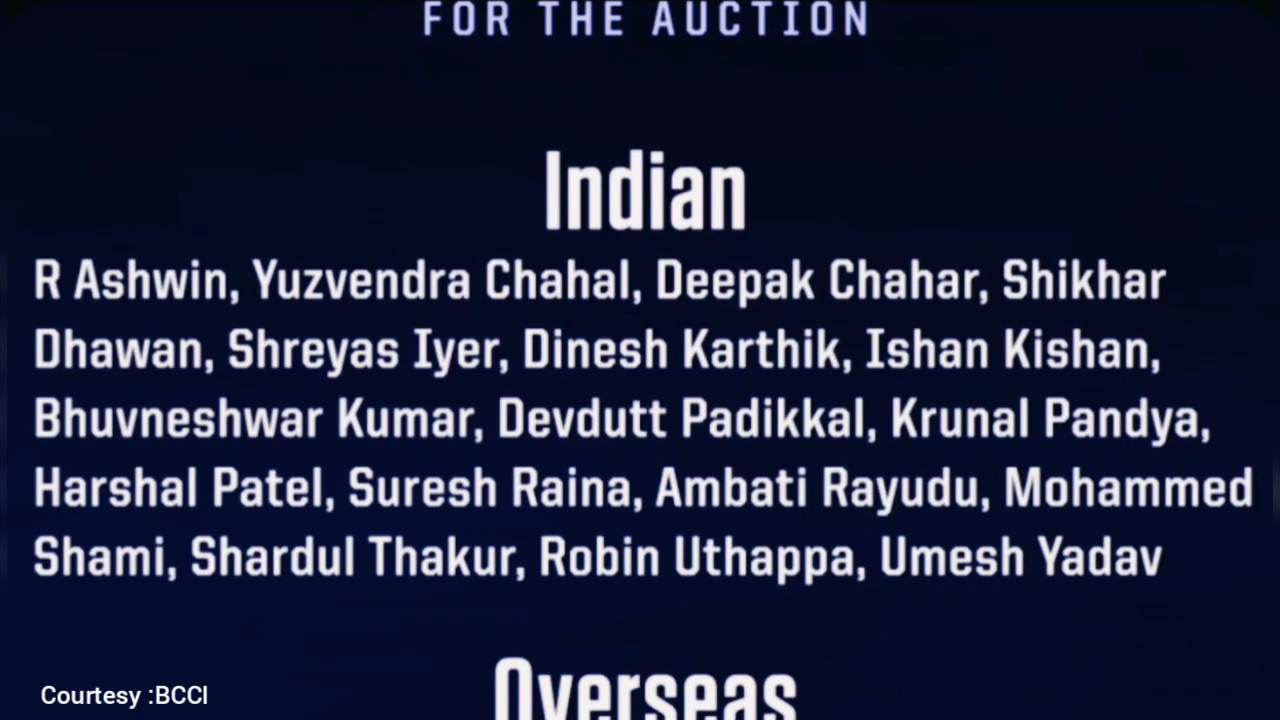 FOR THE AUCTION
Indian
R Ashwin, Yuzvendra Chahal, Deepak Chahar, Shikhar
Dhawan, Shreyas Iyer, Dinesh Karthik, Ishan Kishan,
Bhuvneshwar Kumar, Devdutt Padikkal, Krunal Pandya,
Harshal Patel, Suresh Raina, Ambati Rayudu, Mohammed
Shami, Shardul Thakur, Robin Uthappa, Umesh Yadav
Overseas
Courtesy :BCCI